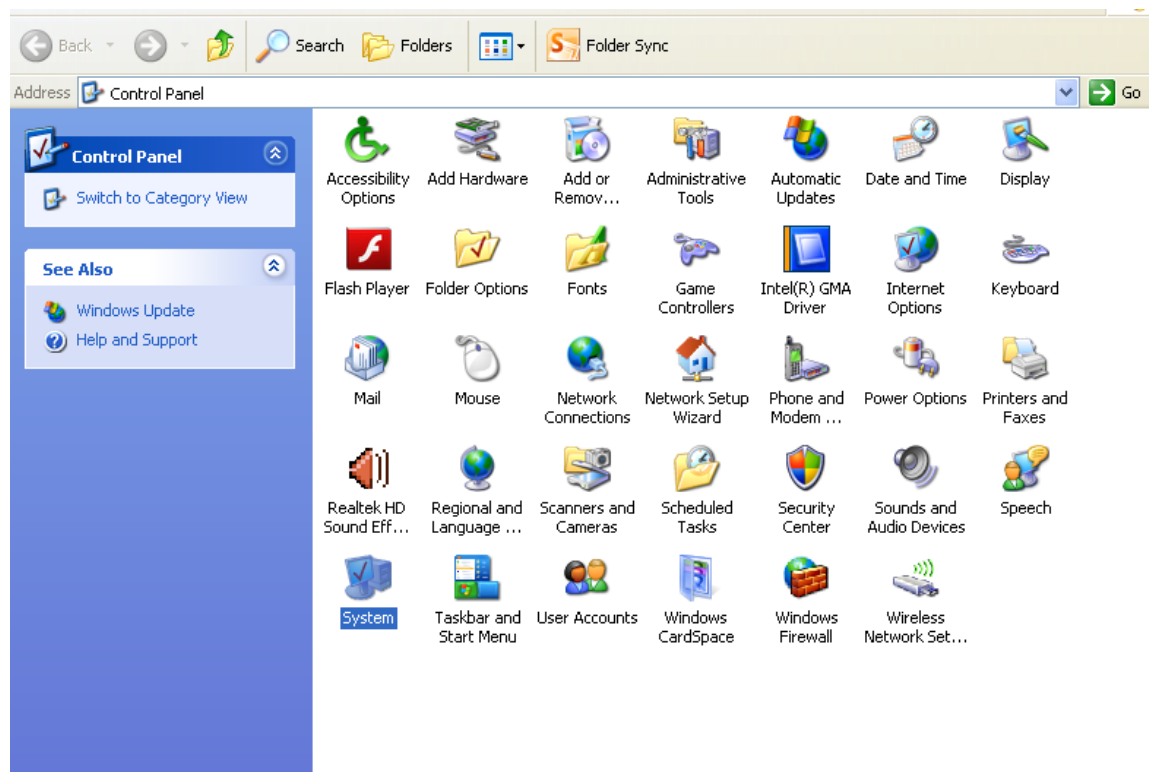 Back Search Folders Folder Sync
Address Control Panel Go
Control Panel
Switch to Category View
See Also
Windows Update
Help and Support
Accessibility Options
Add Hardware
Add or Remov...
Administrative Tools
Automatic Updates
Date and Time
Display
Flash Player
Folder Options
Fonts
Game Controllers
Intel(R) GMA Driver
Internet Options
Keyboard
Mail
Mouse
Network Connections
Network Setup Wizard
Phone and Modem ...
Power Options
Printers and Faxes
Realtek HD Sound Eff...
Regional and Language ...
Scanners and Cameras
Scheduled Tasks
Security Center
Sounds and Audio Devices
Speech
System
Taskbar and Start Menu
User Accounts
Windows CardSpace
Windows Firewall
Wireless Network Set...